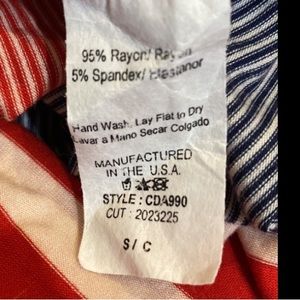 95% Rayon/ Rayon
5% Spandex/ Elastanor
Hand Wash, Lay Flat to Dry
Lavar a Mano Secar Colgado
MANUFACTURED
IN THE U.S.A.
STYLE : CDA990
CUT : 2023225
S / C